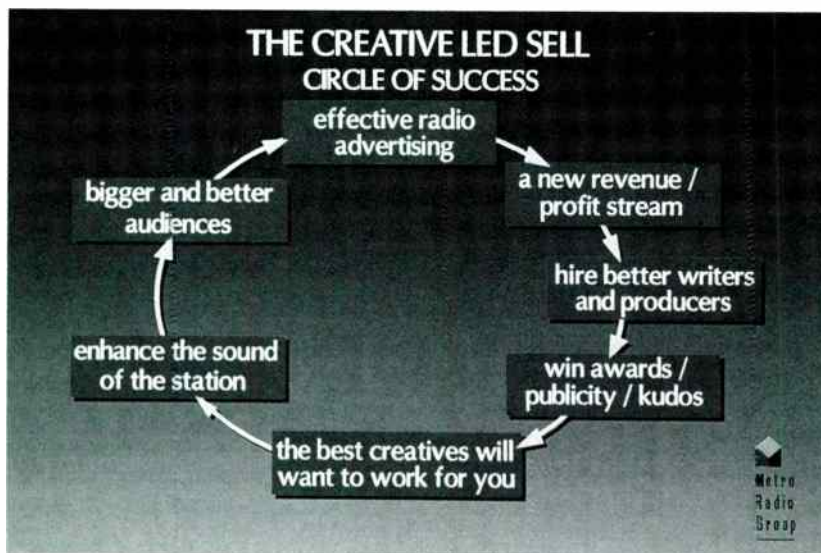 THE CREATIVE LED SELL
CIRCLE OF SUCCESS
effective radio
advertising
a new revenue /
profit stream
hire better writers
and producers
win awards /
publicity / kudos
the best creatives will
want to work for you
enhance the sound
of the station
bigger and better
audiences
Metro
Radio
Group